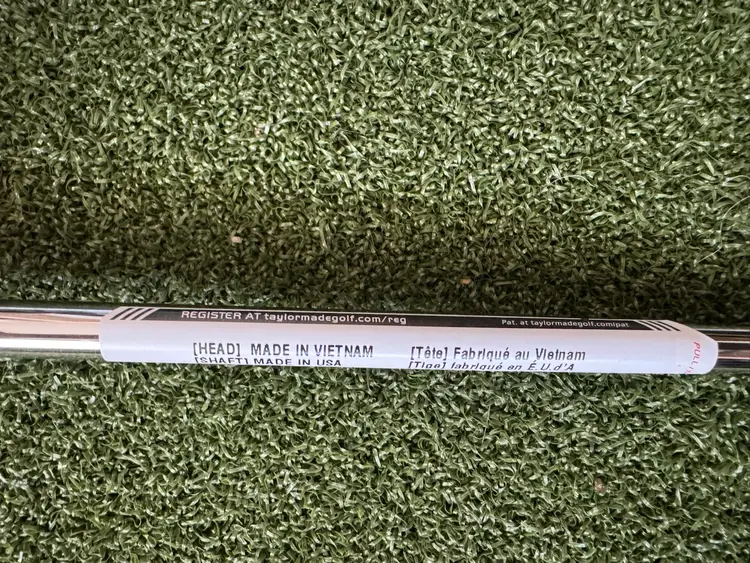 REGISTER AT taylormadegolf.com/reg
Pat. at taylormadegolf.com/pat
[HEAD] MADE IN VIETNAM
[Tête] Fabriqué au Vietnam
[SHAFT] MADE IN USA
[Tige] fabriqué en É.U.d'A
PULL